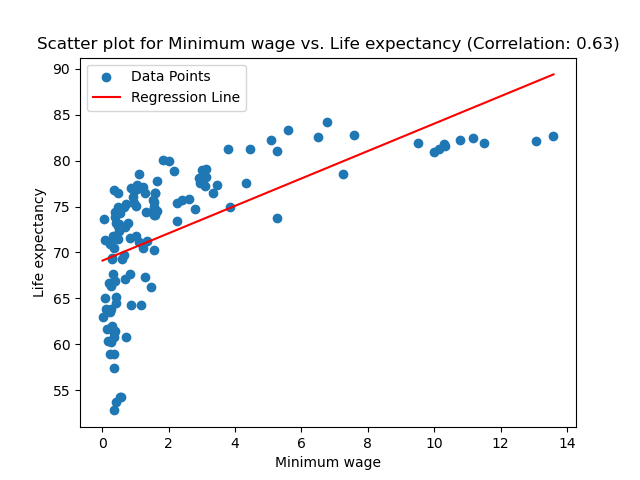 Scatter plot for Minimum wage vs. Life expectancy (Correlation: 0.63)
Data Points
Regression Line
90
85
80
75
70
65
60
55
Life expectancy
0 2 4 6 8 10 12 14
Minimum wage